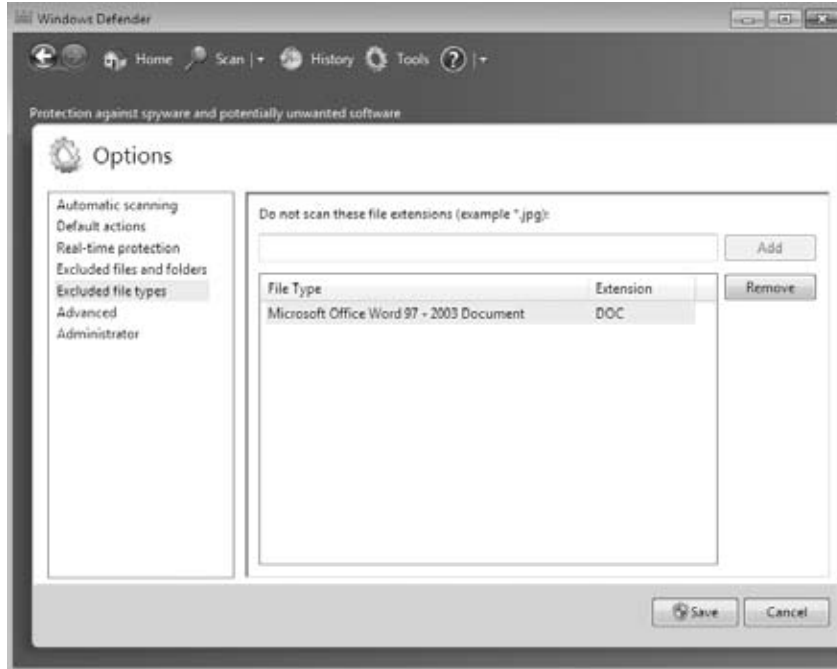 Windows Defender
Home Scan History Tools ?
Protection against spyware and potentially unwanted software
Options
Automatic scanning
Default actions
Real-time protection
Excluded files and folders
Excluded file types
Advanced
Administrator
Do not scan these file extensions (example *.jpg):
Add
File Type Extension
Remove
Microsoft Office Word 97 - 2003 Document DOC
Save Cancel